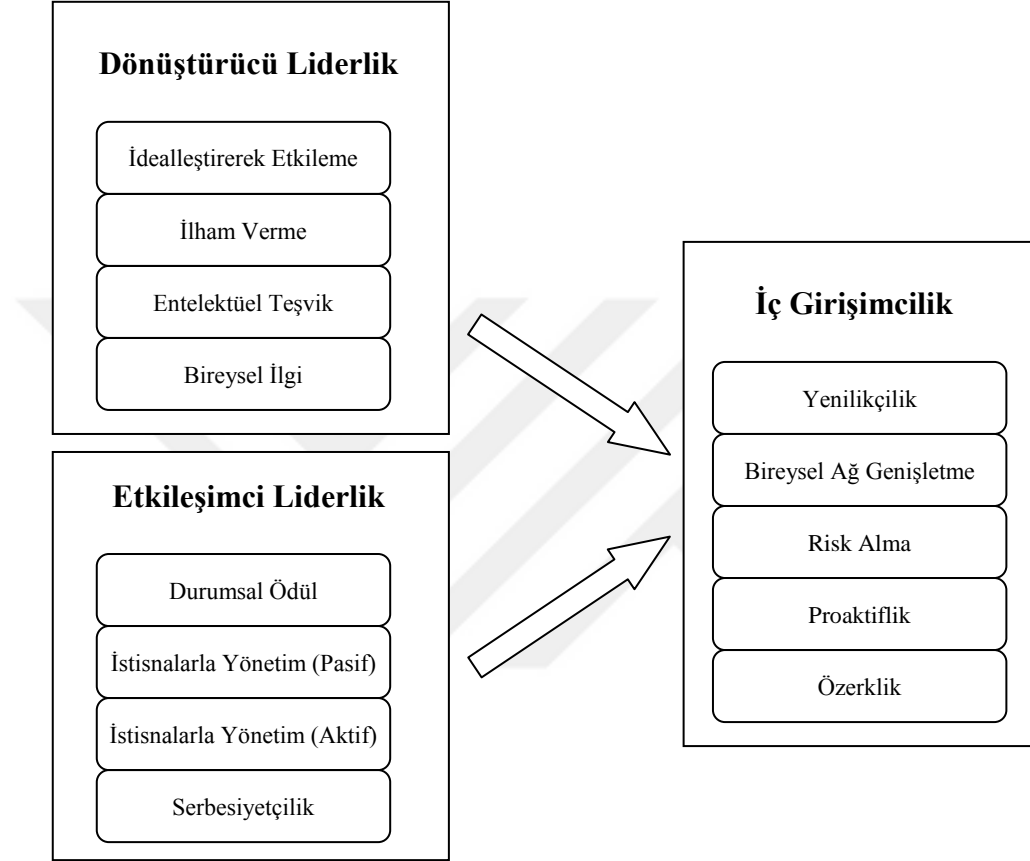 Dönüştürücü Liderlik
İdealleştirerek Etkileme
İlham Verme
Entelektüel Teşvik
Bireysel İlgi
Etkileşimci Liderlik
Durumsal Ödül
İstisnalarla Yönetim (Pasif)
İstisnalarla Yönetim (Aktif)
Serbesiyetçilik
İç Girişimcilik
Yenilikçilik
Bireysel Ağ Genişletme
Risk Alma
Proaktiflik
Özerklik